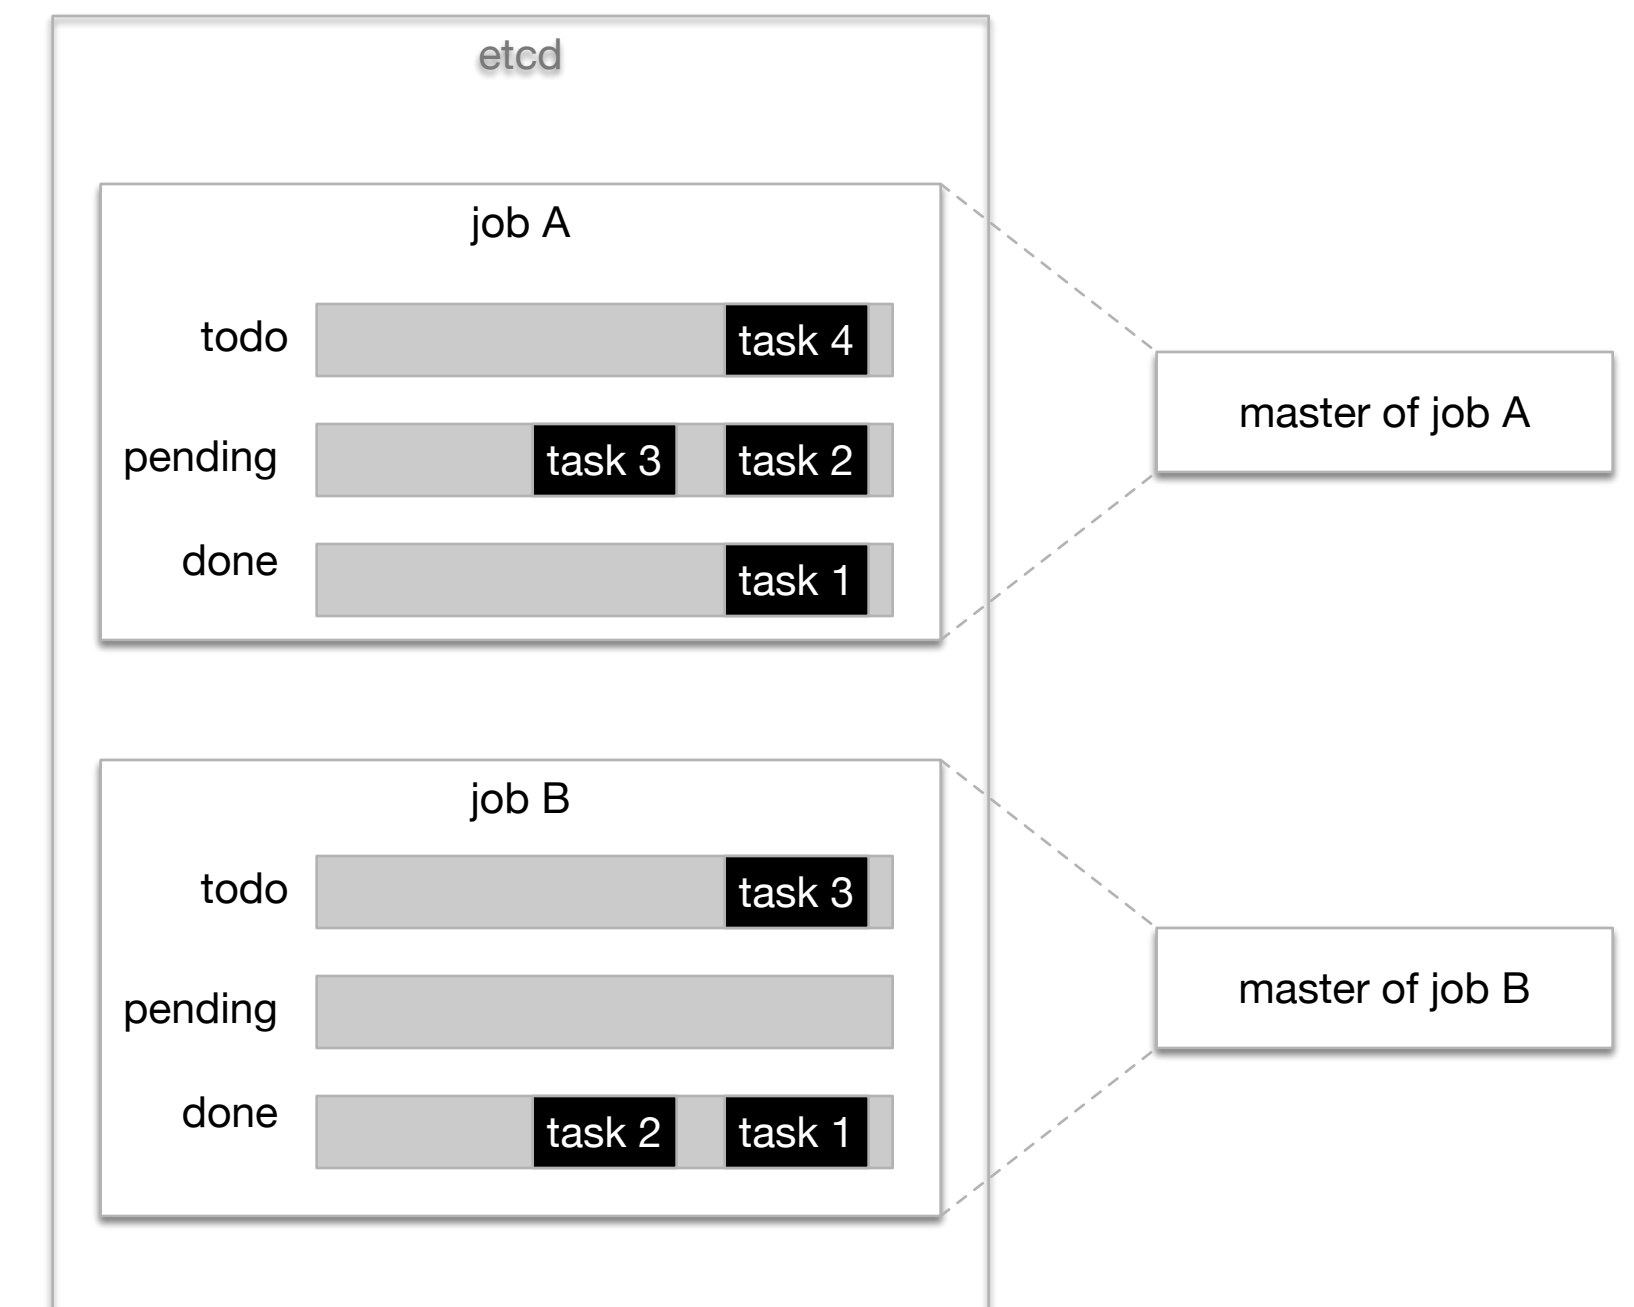 etcd
job A
todo
task 4
pending
task 3
task 2
done
task 1
master of job A
job B
todo
task 3
pending
done
task 2
task 1
master of job B